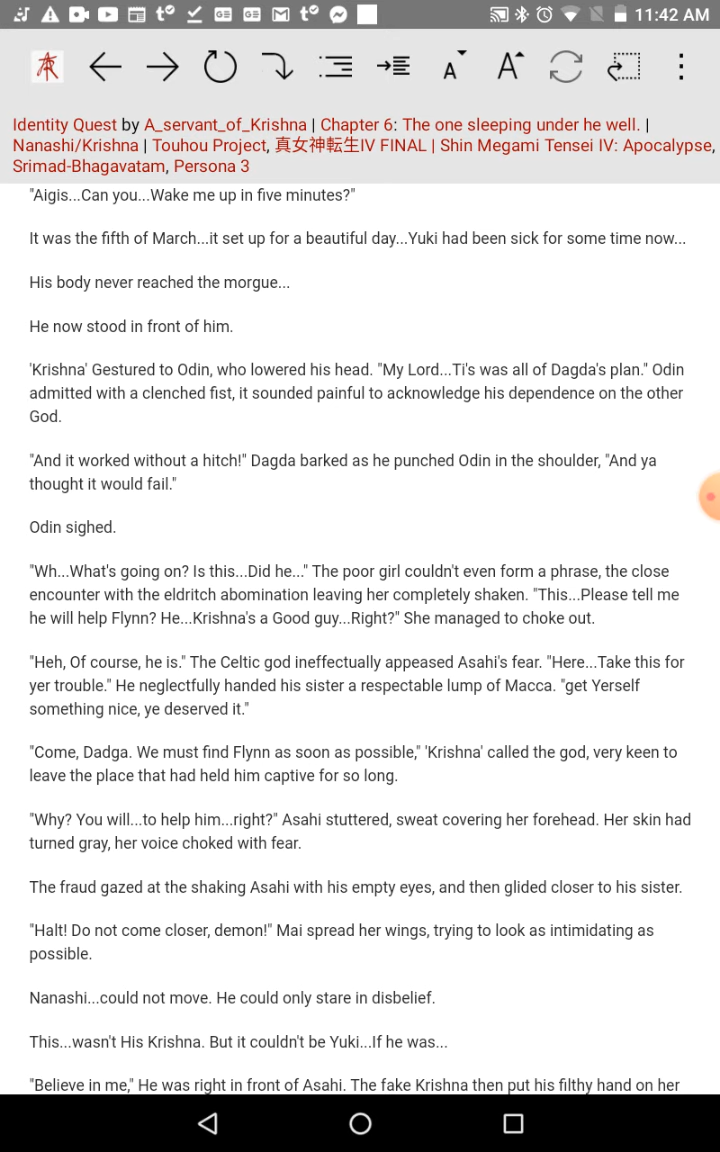 11:42 AM
Identity Quest by A_servant_of_Krishna | Chapter 6: The one sleeping under he well. |
Nanashi/Krishna | Touhou Project, 真女神転生IV FINAL | Shin Megami Tensei IV: Apocalypse,
Srimad-Bhagavatam, Persona 3
"Aigis...Can you...Wake me up in five minutes?"
It was the fifth of March...it set up for a beautiful day...Yuki had been sick for some time now...
His body never reached the morgue...
He now stood in front of him.
'Krishna' Gestured to Odin, who lowered his head. "My Lord...Ti's was all of Dagda's plan." Odin
admitted with a clenched fist, it sounded painful to acknowledge his dependence on the other
God.
"And it worked without a hitch!" Dagda barked as he punched Odin in the shoulder, "And ya
thought it would fail."
Odin sighed.
"Wh...What's going on? Is this...Did he..." The poor girl couldn't even form a phrase, the close
encounter with the eldritch abomination leaving her completely shaken. "This...Please tell me
he will help Flynn? He...Krishna's a Good guy...Right?" She managed to choke out.
"Heh, Of course, he is." The Celtic god ineffectually appeased Asahi's fear. "Here...Take this for
yer trouble." He neglectfully handed his sister a respectable lump of Macca. "get Yerself
something nice, ye deserved it."
"Come, Dadga. We must find Flynn as soon as possible," 'Krishna' called the god, very keen to
leave the place that had held him captive for so long.
"Why? You will...to help him...right?" Asahi stuttered, sweat covering her forehead. Her skin had
turned gray, her voice choked with fear.
The fraud gazed at the shaking Asahi with his empty eyes, and then glided closer to his sister.
"Halt! Do not come closer, demon!" Mai spread her wings, trying to look as intimidating as
possible.
Nanashi...could not move. He could only stare in disbelief.
This...wasn't His Krishna. But it couldn't be Yuki...If he was...
"Believe in me," He was right in front of Asahi. The fake Krishna then put his filthy hand on her